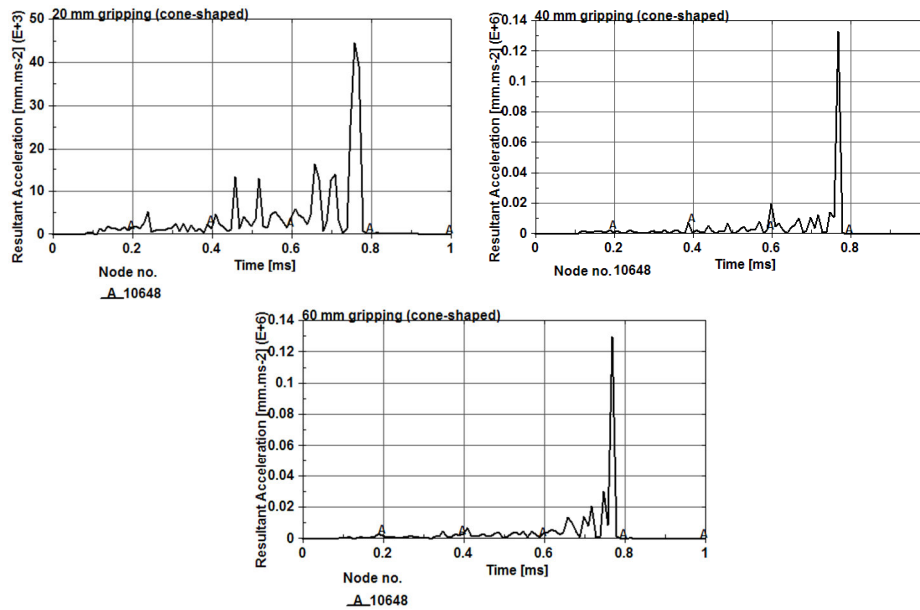 20 mm gripping (cone-shaped)
Resultant Acceleration [mm.ms-2] (E+3)
50
40
30
20
10
0
0 0.2 0.4 0.6 0.8 1
Time [ms]
Node no.
A 10648
40 mm gripping (cone-shaped)
Resultant Acceleration [mm.ms-2] (E+6)
0.14
0.12
0.1
0.08
0.06
0.04
0.02
0
0 0.2 0.4 0.6 0.8
Time [ms]
Node no. 10648
60 mm gripping (cone-shaped)
Resultant Acceleration [mm.ms-2] (E+6)
0.14
0.12
0.1
0.08
0.06
0.04
0.02
0
0 0.2 0.4 0.6 0.8 1
Time [ms]
Node no.
A 10648